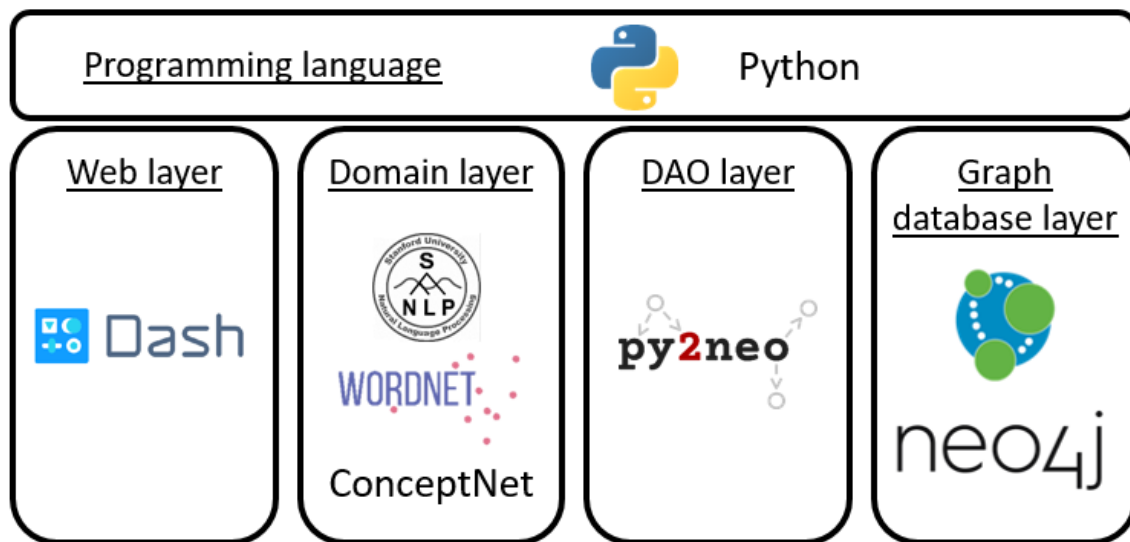 Programming language
Python
Web layer
Dash
Domain layer
Stanford University
S
NLP
Natural Language Processing
WORDNET
ConceptNet
DAO layer
py2neo
Graph
database layer
neo4j